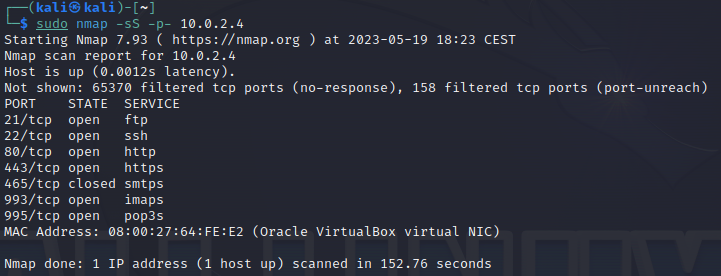 ┌──(kali㉿kali)-[~]
└─$ sudo nmap -sS -p- 10.0.2.4
Starting Nmap 7.93 ( https://nmap.org ) at 2023-05-19 18:23 CEST
Nmap scan report for 10.0.2.4
Host is up (0.0012s latency).
Not shown: 65370 filtered tcp ports (no-response), 158 filtered tcp ports (port-unreach)
PORT    STATE  SERVICE
21/tcp  open   ftp
22/tcp  open   ssh
80/tcp  open   http
443/tcp open   https
465/tcp closed smtps
993/tcp open   imaps
995/tcp open   pop3s
MAC Address: 08:00:27:64:FE:E2 (Oracle VirtualBox virtual NIC)
Nmap done: 1 IP address (1 host up) scanned in 152.76 seconds